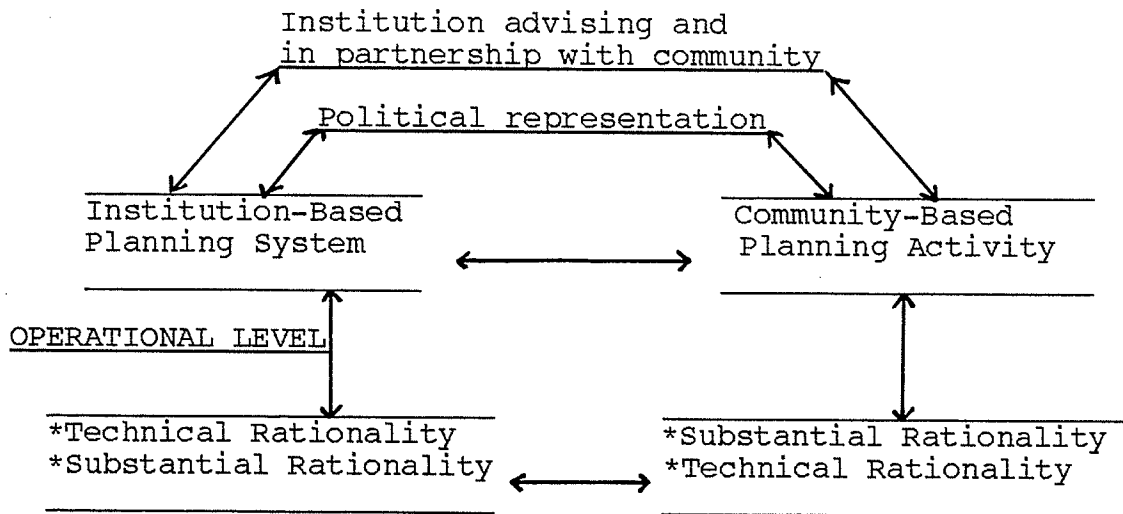 Institution advising and
in partnership with community
Political representation
Institution-Based
Planning System
Community-Based
Planning Activity
OPERATIONAL LEVEL
*Technical Rationality
*Substantial Rationality
*Substantial Rationality
*Technical Rationality